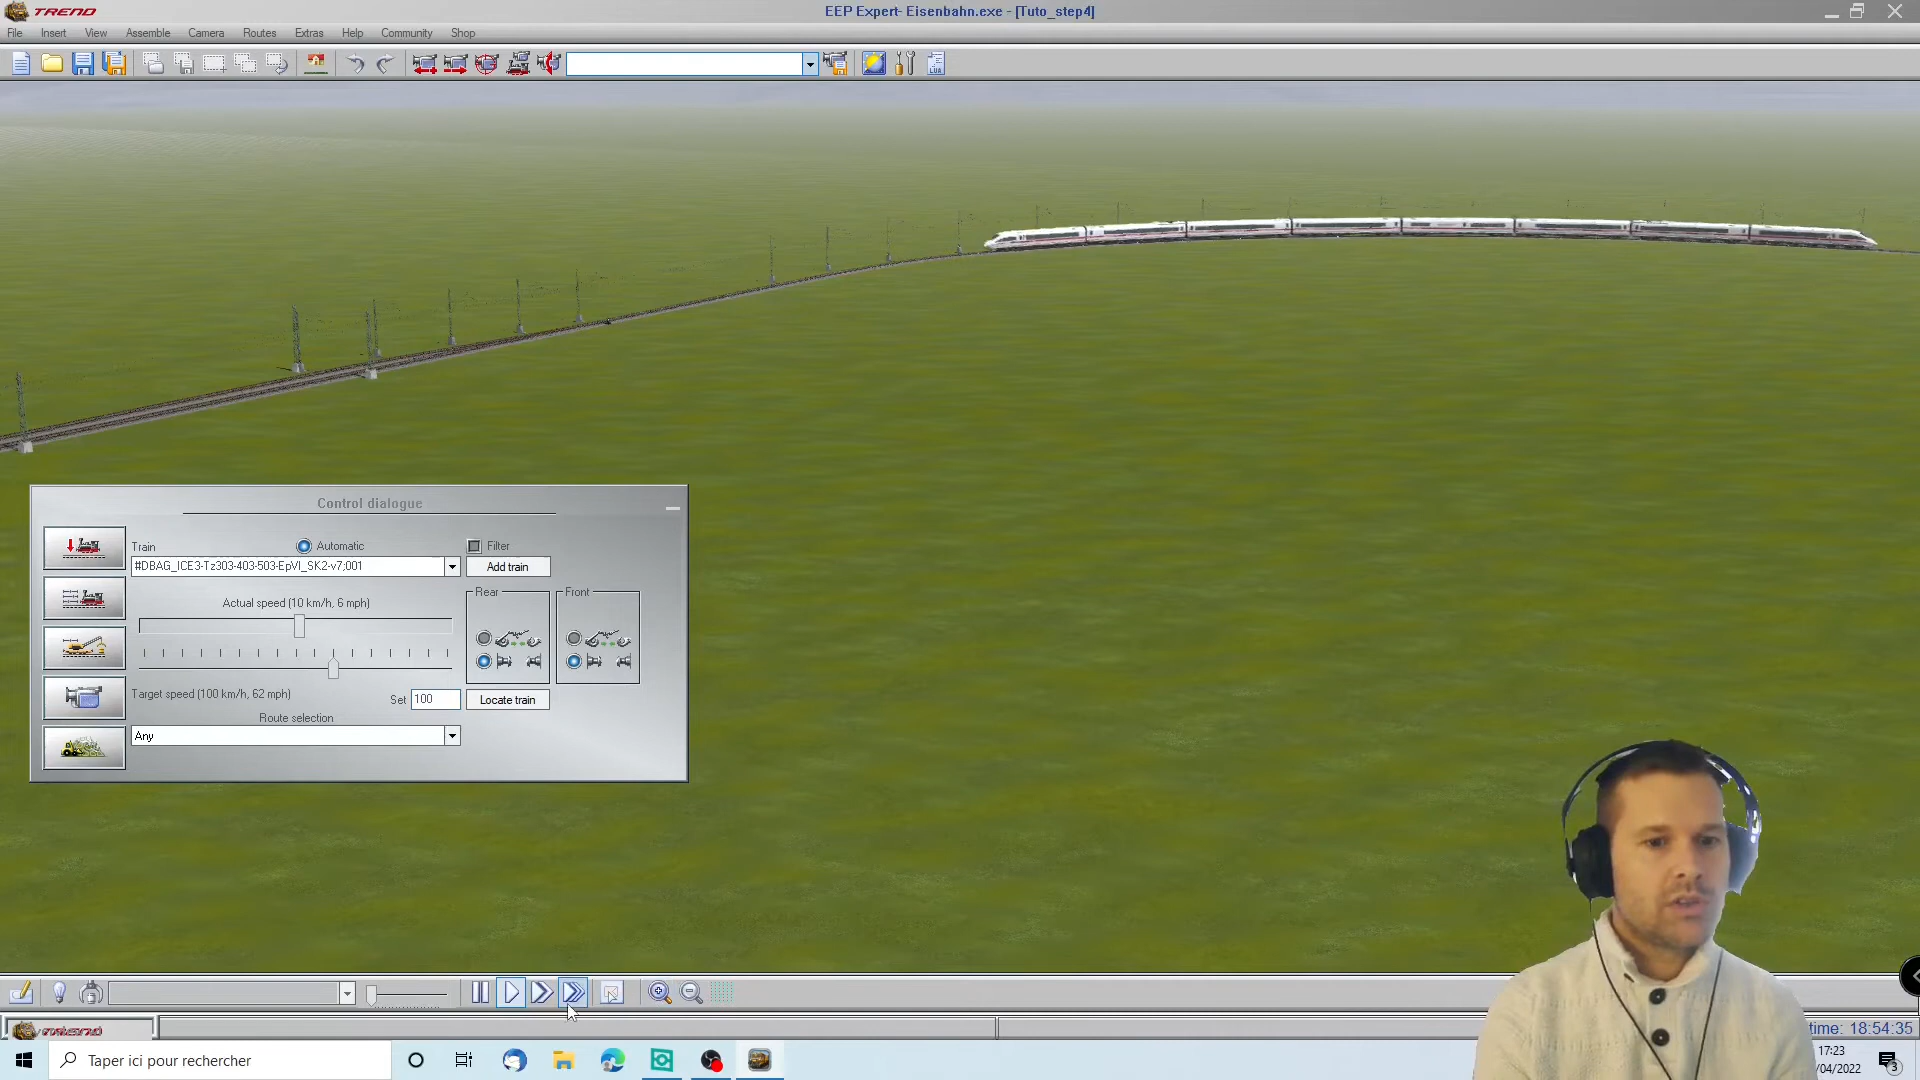 TREND
EEP Expert- Eisenbahn.exe - [Tuto_step4]
File Insert View Assemble Camera Routes Extras Help Community Shop
LUA
Control dialogue
Train Automatic Filter
#DBAG_ICE3-Tz303-403-503-EpVI_SK2-v7;001 Add train
Rear Front
Actual speed (10 km/h, 6 mph)
Target speed (100 km/h, 62 mph) Set 100 Locate train
Route selection
Any
time: 18:54:35
Taper ici pour rechercher
17:23
/04/2022
3